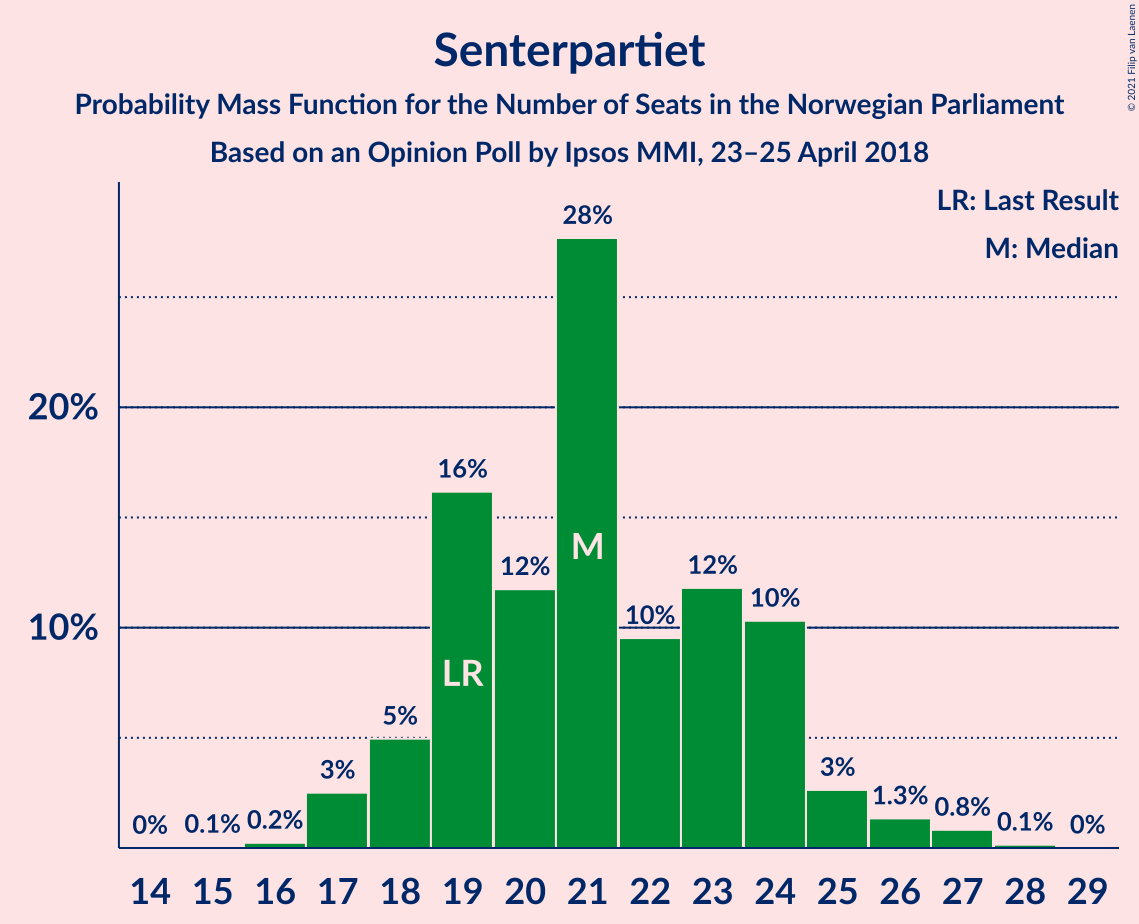 Senterpartiet
Probability Mass Function for the Number of Seats in the Norwegian Parliament
Based on an Opinion Poll by Ipsos MMI, 23–25 April 2018
© 2021 Filip van Laenen
LR: Last Result
M: Median
20%
10%
0%
0.1%
0.2%
3%
5%
16%
12%
28%
10%
12%
10%
3%
1.3%
0.8%
0.1%
0%
LR
M
14 15 16 17 18 19 20 21 22 23 24 25 26 27 28 29